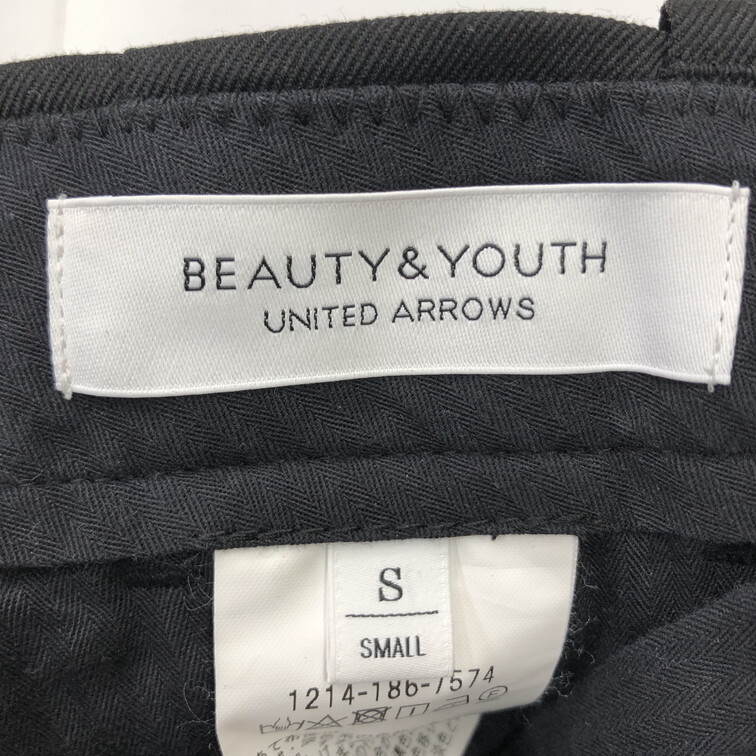 BEAUTY&YOUTH
UNITED ARROWS
S
SMALL
1214-186-7574